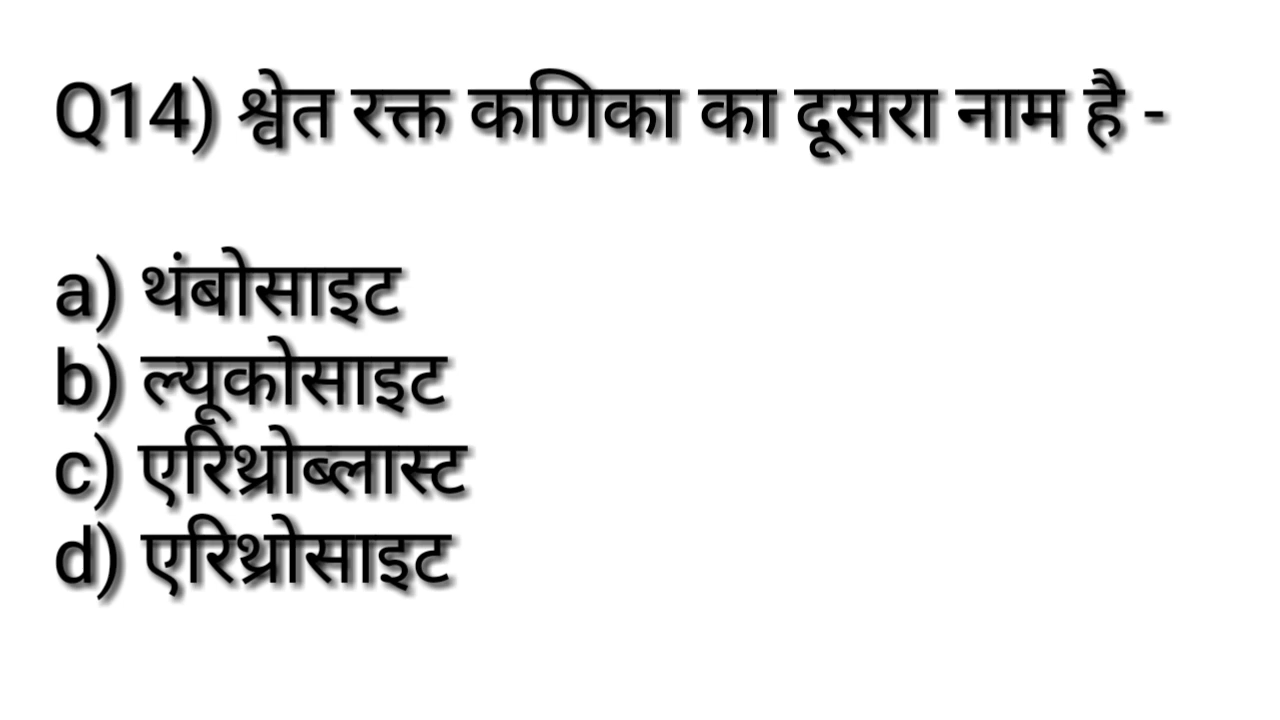 Q14) श्वेत रक्त कणिका का दूसरा नाम है -
a) थंबोसाइट
b) ल्यूकोसाइट
c) एरिथ्रोब्लास्ट
d) एरिथ्रोसाइट